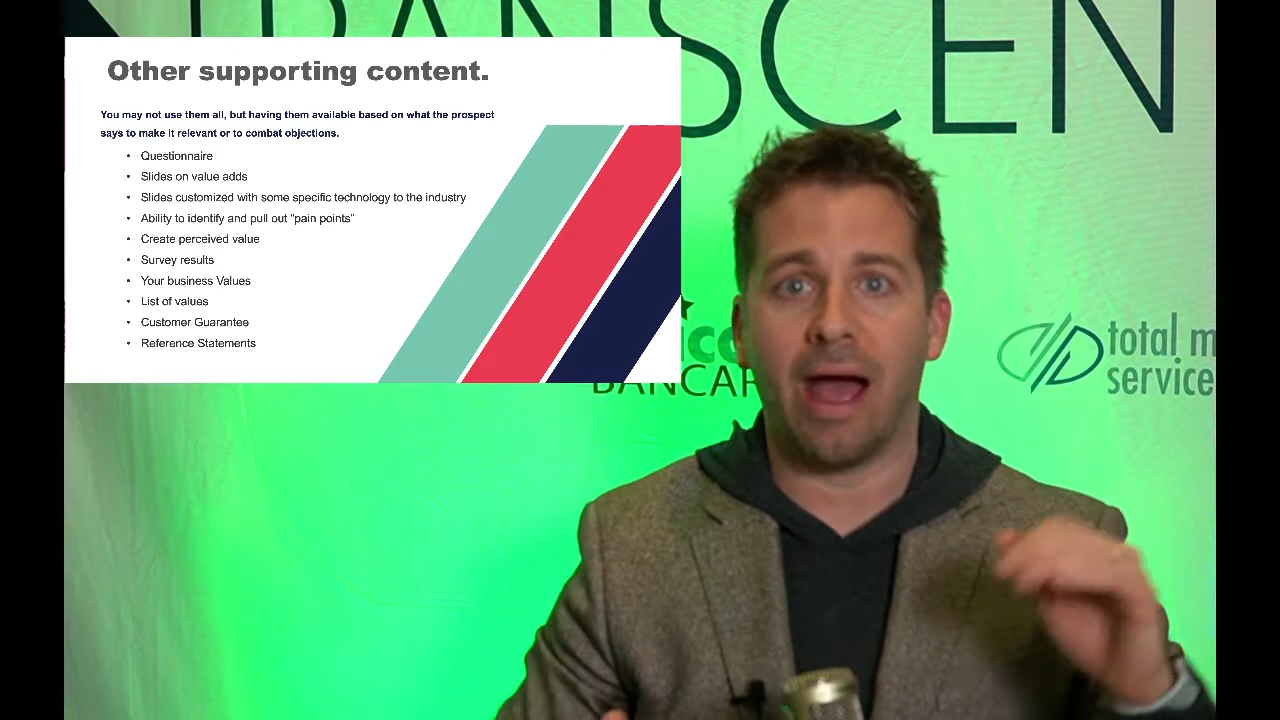 Other supporting content.
You may not use them all, but having them available based on what the prospect
says to make it relevant or to combat objections.
• Questionnaire
• Slides on value adds
• Slides customized with some specific technology to the industry
• Ability to identify and pull out "pain points"
• Create perceived value
• Survey results
• Your business Values
• List of values
• Customer Guarantee
• Reference Statements
total m
service